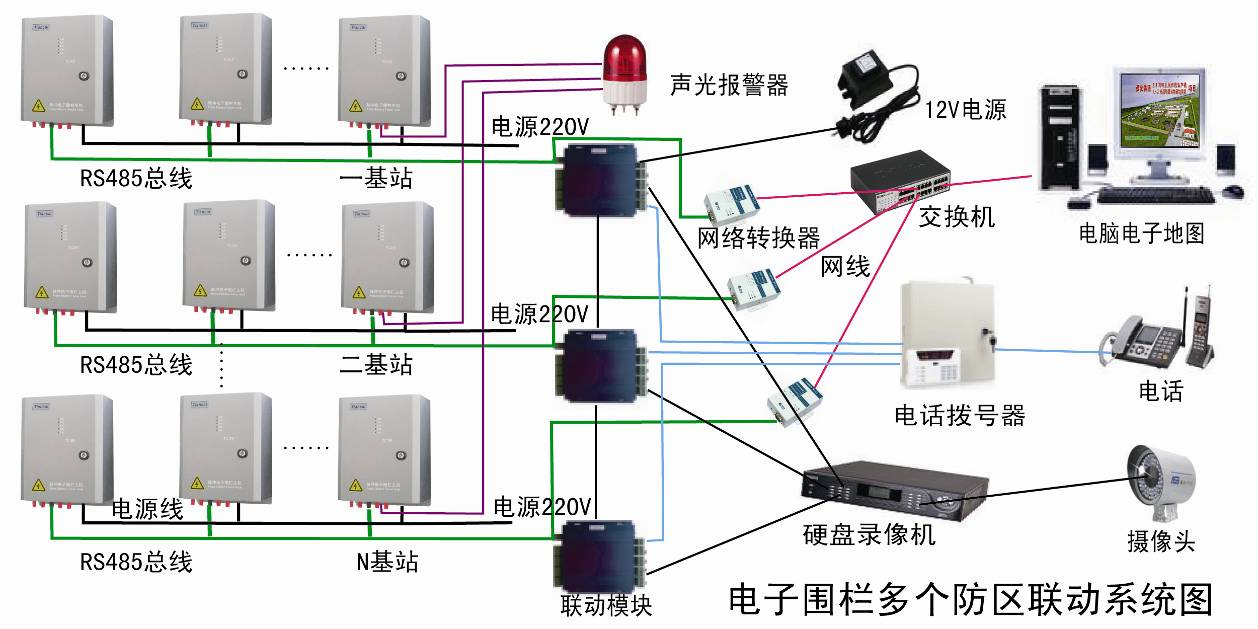 声光报警器
12V电源
电源220V
RS485总线
一基站
网络转换器
交换机
电脑电子地图
网线
电源220V
RS485总线
二基站
电话拨号器
电话
电源线
电源220V
RS485总线
N基站
硬盘录像机
摄像头
联动模块
电子围栏多个防区联动系统图